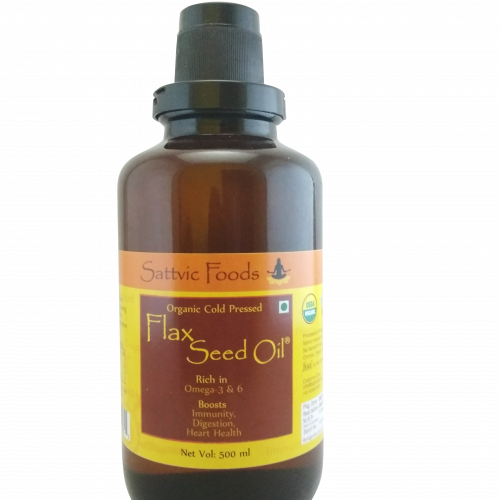 Sattvic Foods
Organic Cold Pressed
Flax
Seed Oil®
Rich in
Omega-3 & 6
Boosts
Immunity,
Digestion,
Heart Health
Net Vol: 500 ml
USDA
ORGANIC